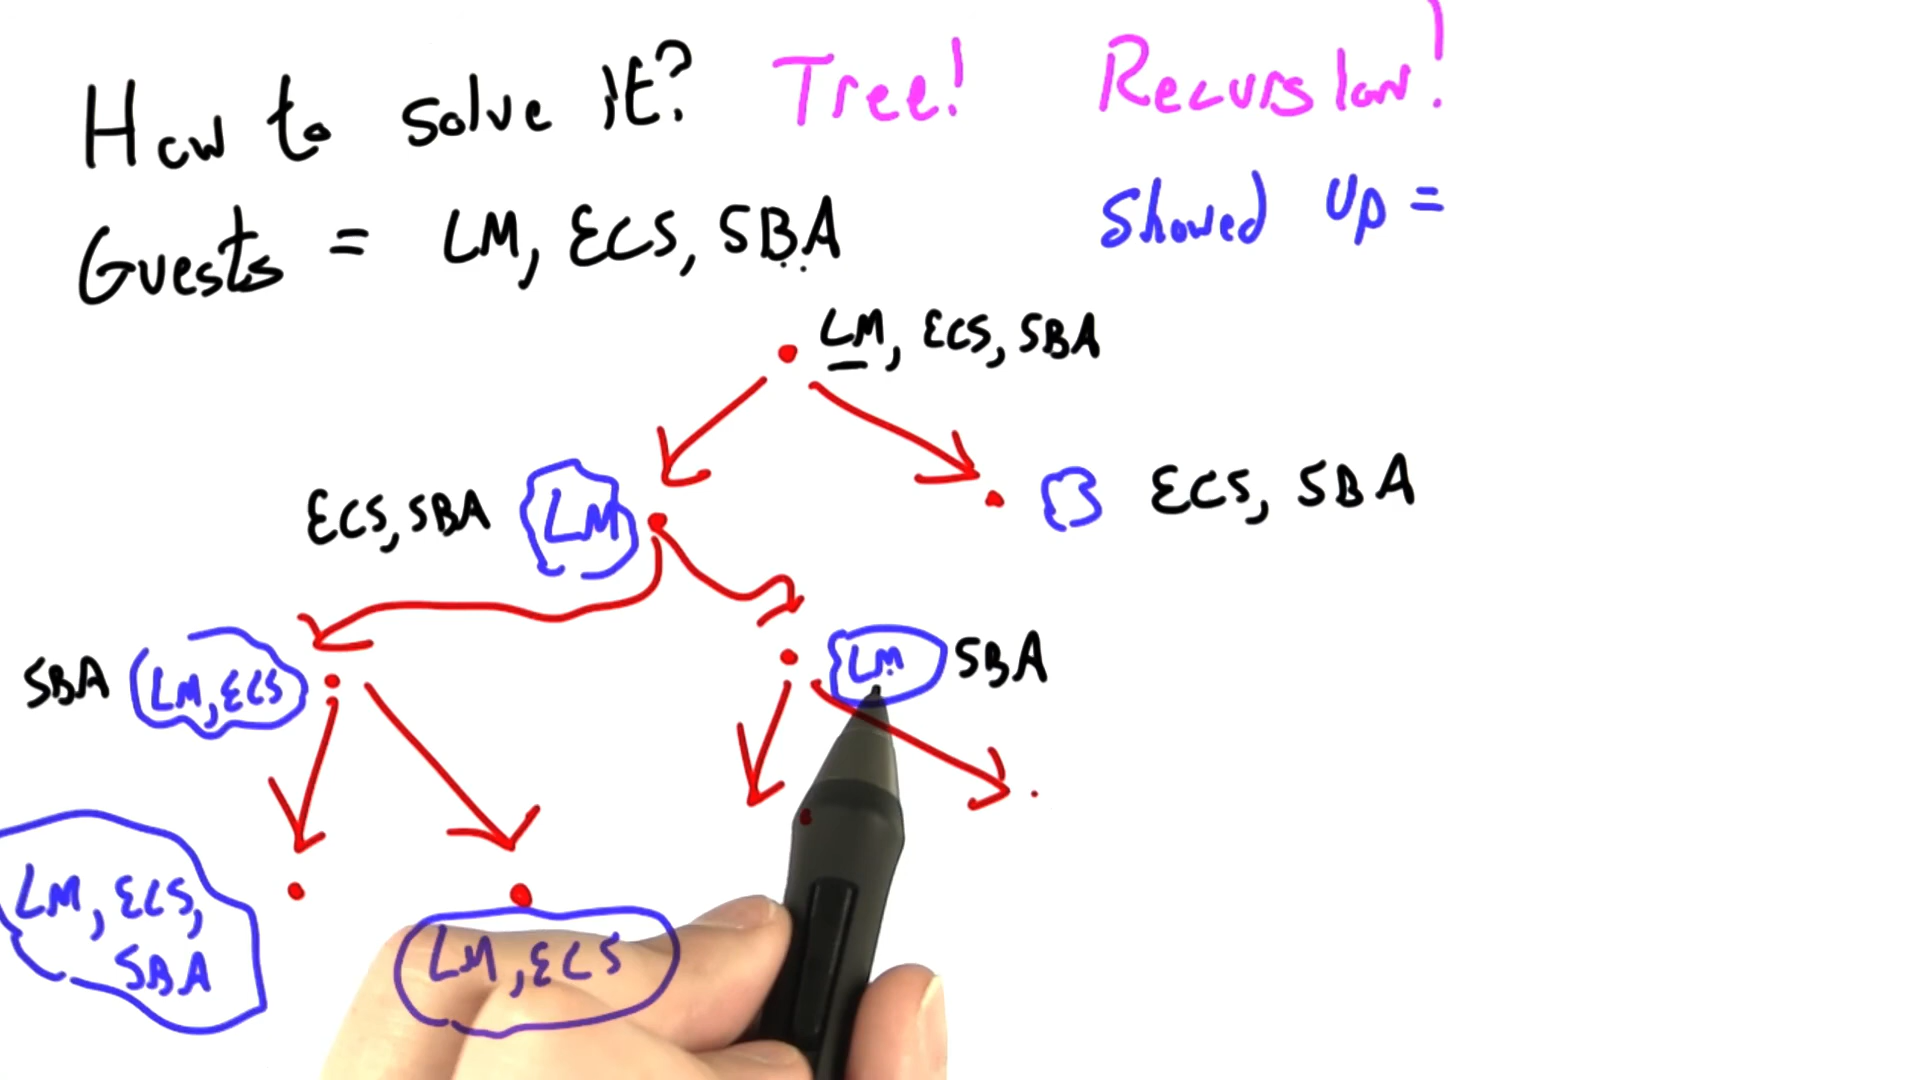 How to solve it? Tree! Recursion!
Guests = LM, ECS, SBA Showed Up =
LM, ECS, SBA
ECS, SBA LM ECS, SBA
SBA LM, ECS LM SBA
LM, ECS,
SBA
LM, ECS